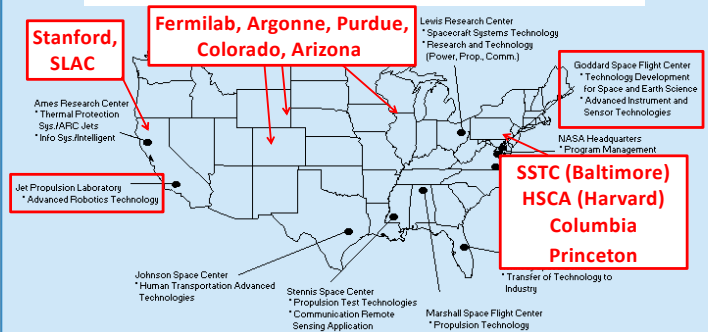 Stanford,
SLAC
Fermilab, Argonne, Purdue,
Colorado, Arizona
Lewis Research Center
* Spacecraft Systems Technology
* Research and Technology
(Power, Prop., Comm.)
Goddard Space Flight Center
* Technology Development
for Space and Earth Science
* Advanced Instrument and
Sensor Technologies
Ames Research Center
* Thermal Protection
Sys./ARC Jets
* Info Sys./Intelligent
NASA Headquarters
* Program Management
SSTC (Baltimore)
HSCA (Harvard)
Columbia
Princeton
Jet Propulsion Laboratory
* Advanced Robotics Technology
Johnson Space Center
* Human Transportation Advanced
Technologies
Stennis Space Center
* Propulsion Test Technologies
* Communication Remote
Sensing Application
Transfer of Technology to
Industry
Marshall Space Flight Center
* Propulsion Technology